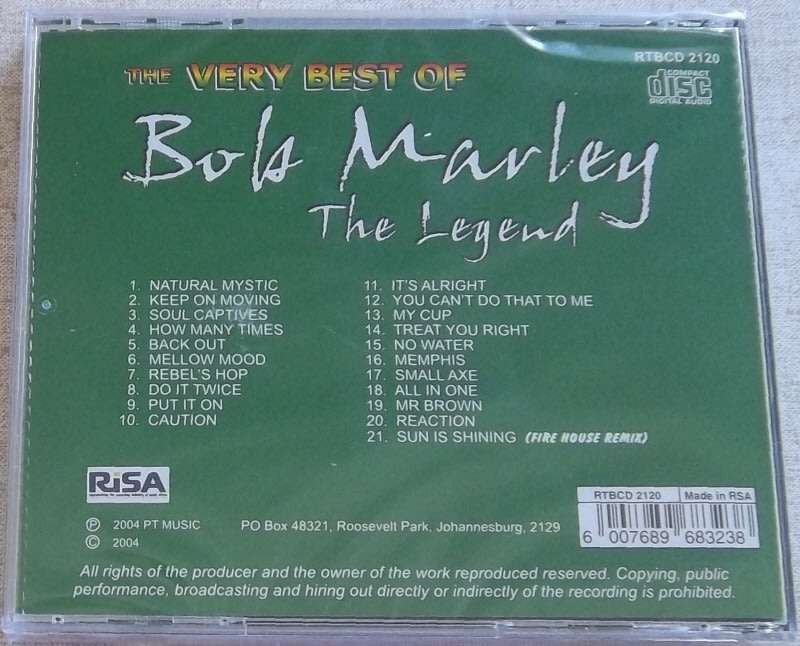 RTBCD 2120
COMPACT
disc
DIGITAL AUDIO
THE VERY BEST OF
Bob Marley
The Legend
1. NATURAL MYSTIC
2. KEEP ON MOVING
3. SOUL CAPTIVES
4. HOW MANY TIMES
5. BACK OUT
6. MELLOW MOOD
7. REBEL'S HOP
8. DO IT TWICE
9. PUT IT ON
10. CAUTION
11. IT'S ALRIGHT
12. YOU CAN'T DO THAT TO ME
13. MY CUP
14. TREAT YOU RIGHT
15. NO WATER
16. MEMPHIS
17. SMALL AXE
18. ALL IN ONE
19. MR BROWN
20. REACTION
21. SUN IS SHINING (FIRE HOUSE REMIX)
RiSA
℗ 2004 PT MUSIC
© 2004
PO Box 48321, Roosevelt Park, Johannesburg, 2129
RTBCD 2120 Made in RSA
6 007689 683238
All rights of the producer and the owner of the work reproduced reserved. Copying, public
performance, broadcasting and hiring out directly or indirectly of the recording is prohibited.